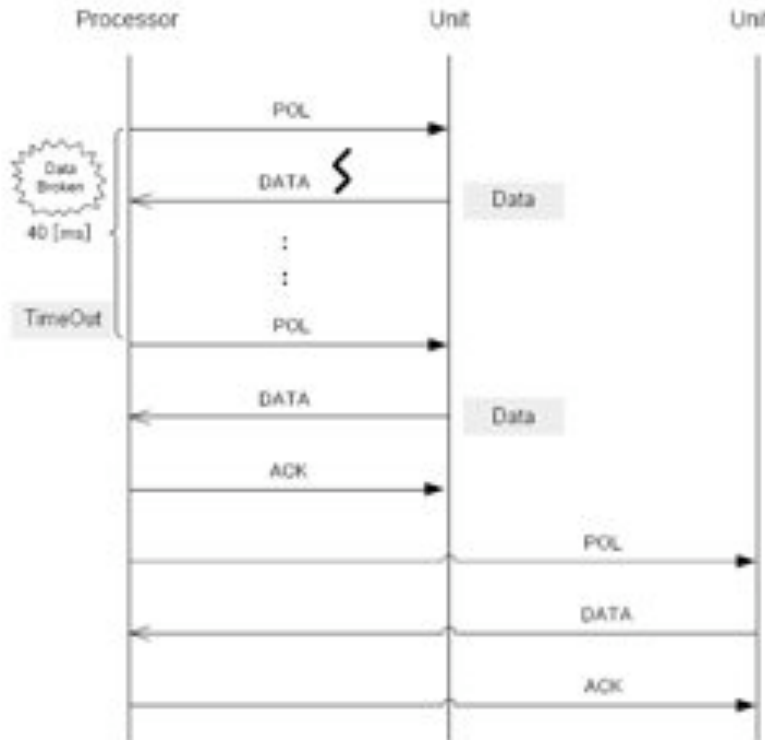 Processor Unit Unit
POL
Data
Broken
DATA
Data
40 [ms]
:
:
TimeOut
POL
DATA
Data
ACK
POL
DATA
ACK